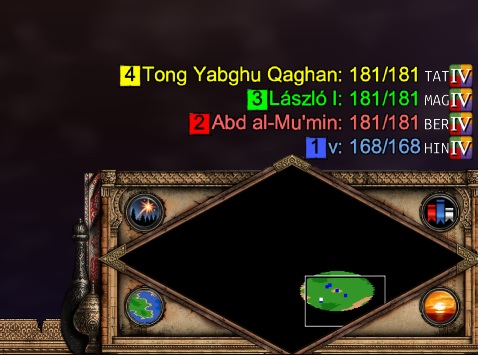 4 Tong Yabghu Qaghan: 181/181 TAT IV
3 László I: 181/181 MAG IV
2 Abd al-Mu'min: 181/181 BER IV
1 v: 168/168 HIN IV